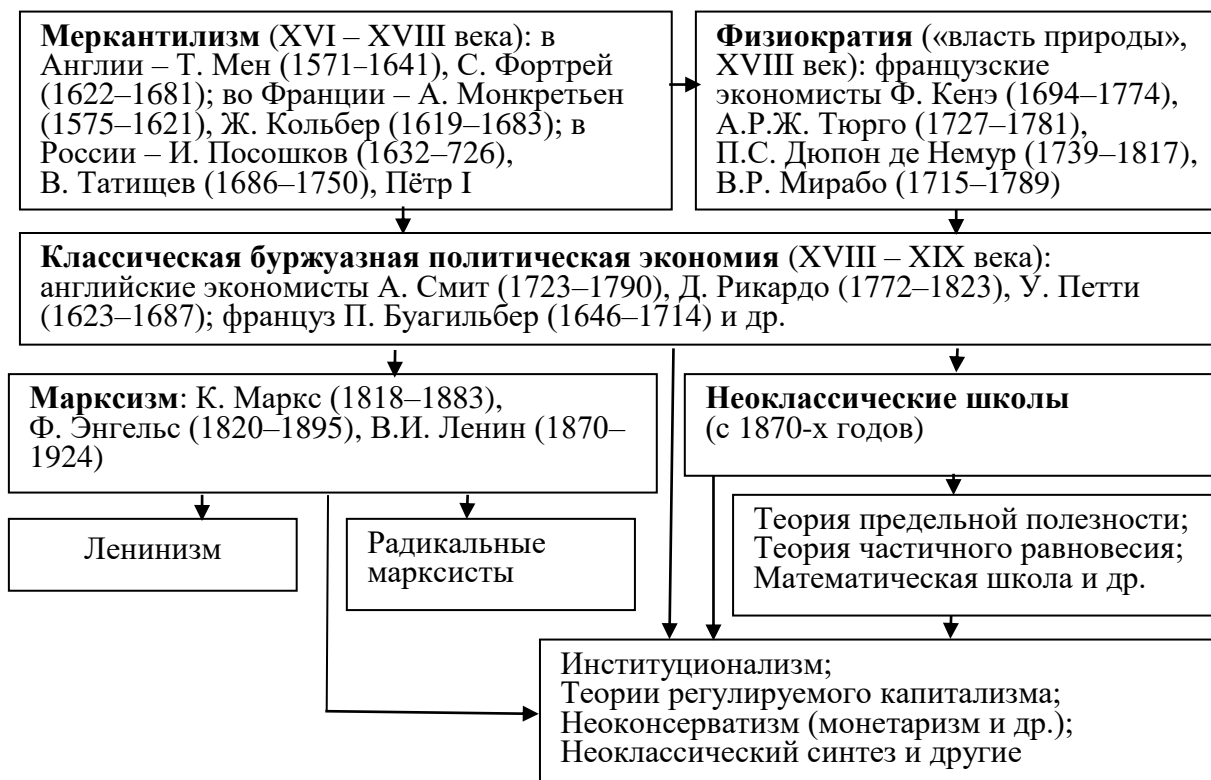 Меркантилизм (XVI – XVIII века): в
Англии – Т. Мен (1571–1641), С. Фортрей
(1622–1681); во Франции – А. Монкретьен
(1575–1621), Ж. Кольбер (1619–1683); в
России – И. Посошков (1632–726),
В. Татищев (1686–1750), Пётр I
Физиократия («власть природы»,
XVIII век): французские
экономисты Ф. Кенэ (1694–1774),
А.Р.Ж. Тюрго (1727–1781),
П.С. Дюпон де Немур (1739–1817),
В.Р. Мирабо (1715–1789)
Классическая буржуазная политическая экономия (XVIII – XIX века):
английские экономисты А. Смит (1723–1790), Д. Рикардо (1772–1823), У. Петти
(1623–1687); француз П. Буагильбер (1646–1714) и др.
Марксизм: К. Маркс (1818–1883),
Ф. Энгельс (1820–1895), В.И. Ленин (1870–
1924)
Неоклассические школы
(с 1870-х годов)
Ленинизм
Радикальные
марксисты
Теория предельной полезности;
Теория частичного равновесия;
Математическая школа и др.
Институционализм;
Теории регулируемого капитализма;
Неоконсерватизм (монетаризм и др.);
Неоклассический синтез и другие